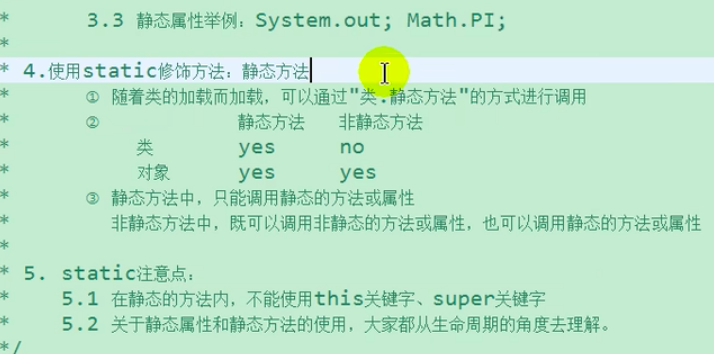 * 3.3 静态属性举例：System.out; Math.PI;
*
* 4.使用static修饰方法：静态方法
* ① 随着类的加载而加载，可以通过"类.静态方法"的方式进行调用
* ② 静态方法 非静态方法
* 类 yes no
* 对象 yes yes
* ③ 静态方法中，只能调用静态的方法或属性
* 非静态方法中，既可以调用非静态的方法或属性，也可以调用静态的方法或属性
*
* 5. static注意点：
* 5.1 在静态的方法内，不能使用this关键字、super关键字
* 5.2 关于静态属性和静态方法的使用，大家都从生命周期的角度去理解。
*/